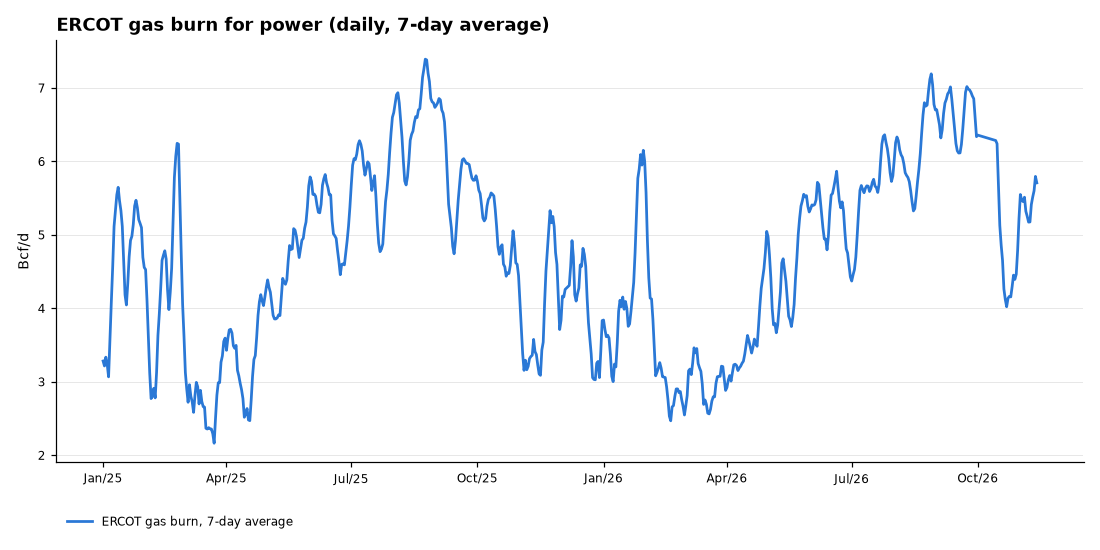 ERCOT gas burn for power (daily, 7-day average)
Bcf/d
7
6
5
4
3
2
Jan/25 Apr/25 Jul/25 Oct/25 Jan/26 Apr/26 Jul/26 Oct/26
ERCOT gas burn, 7-day average